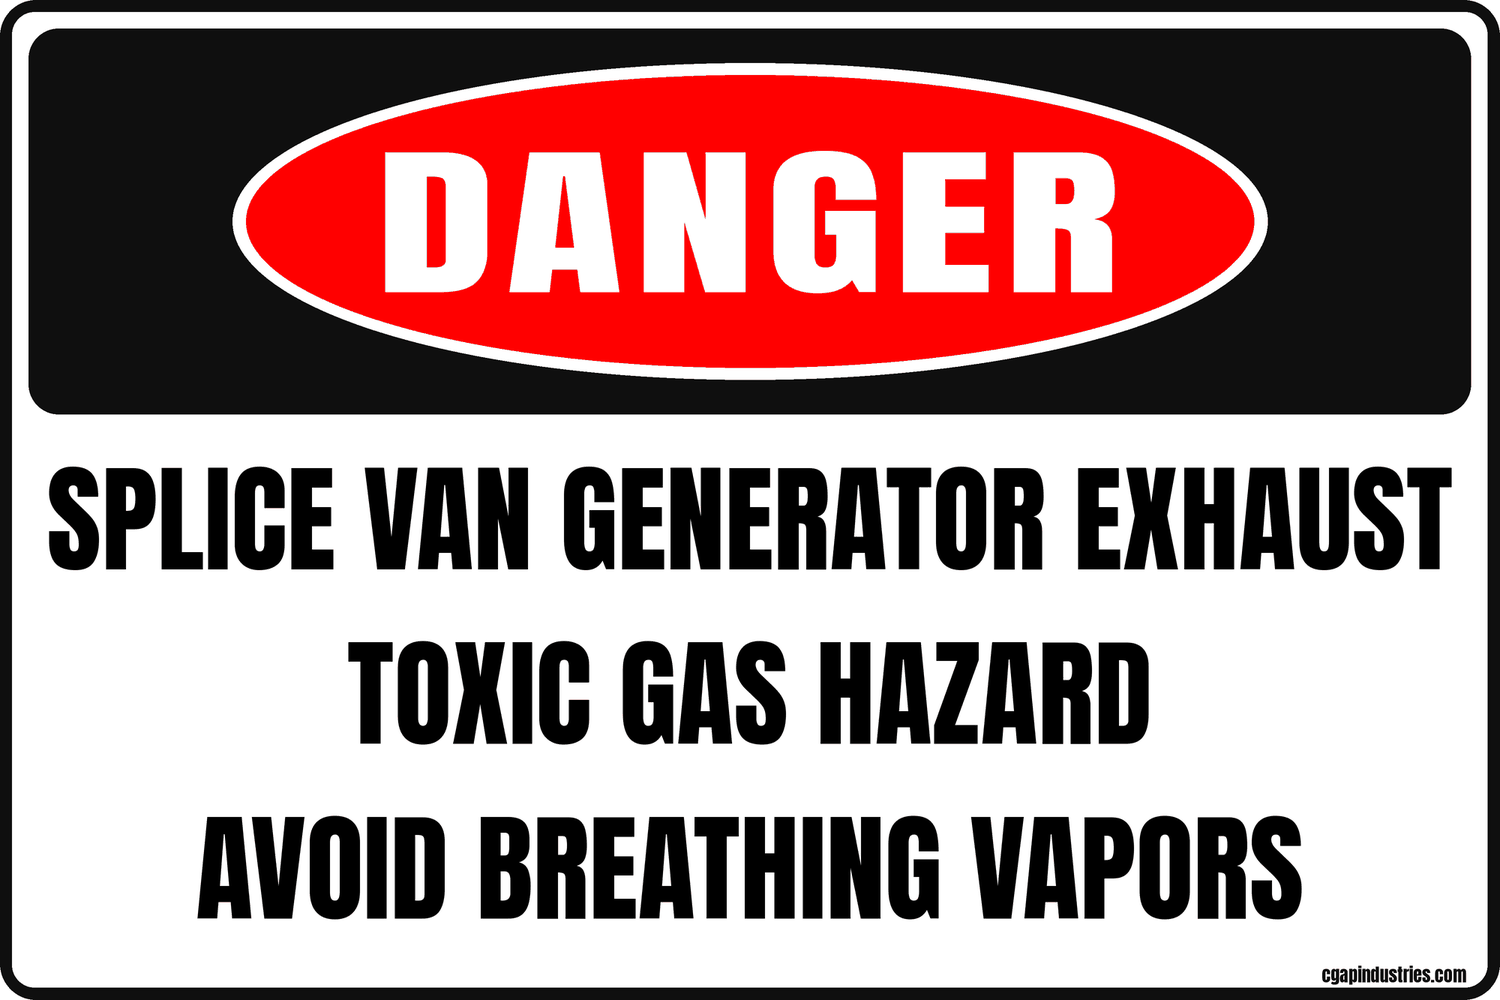 DANGER
SPLICE VAN GENERATOR EXHAUST
TOXIC GAS HAZARD
AVOID BREATHING VAPORS
cgapindustries.com